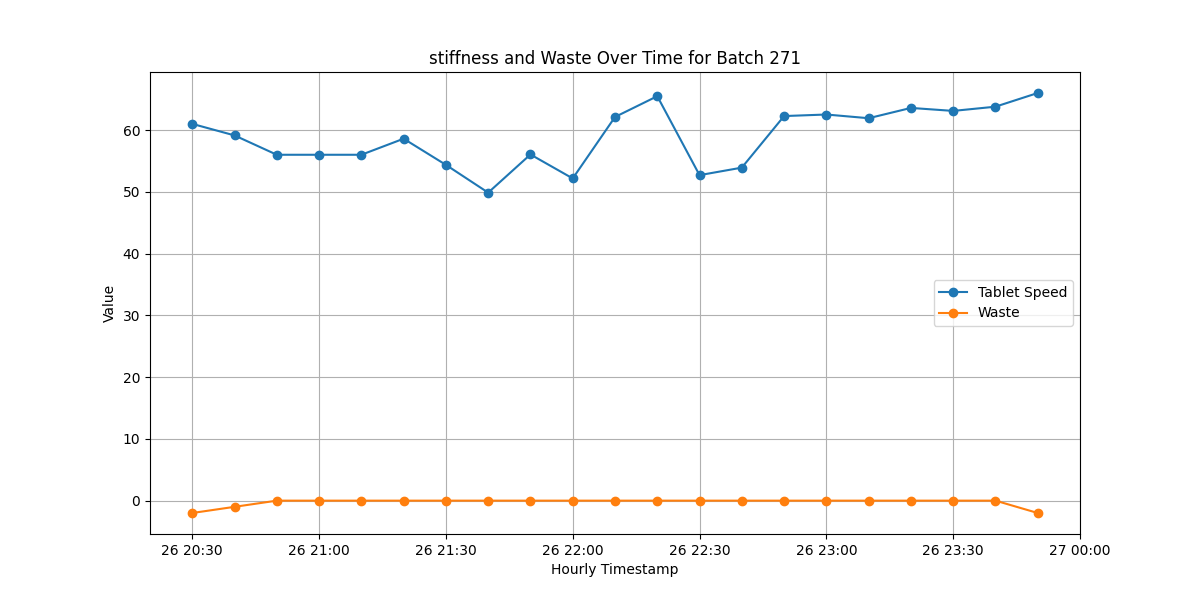 stiffness and Waste Over Time for Batch 271
60
50
40
30
20
10
0
Value
Tablet Speed
Waste
26 20:30 26 21:00 26 21:30 26 22:00 26 22:30 26 23:00 26 23:30 27 00:00
Hourly Timestamp